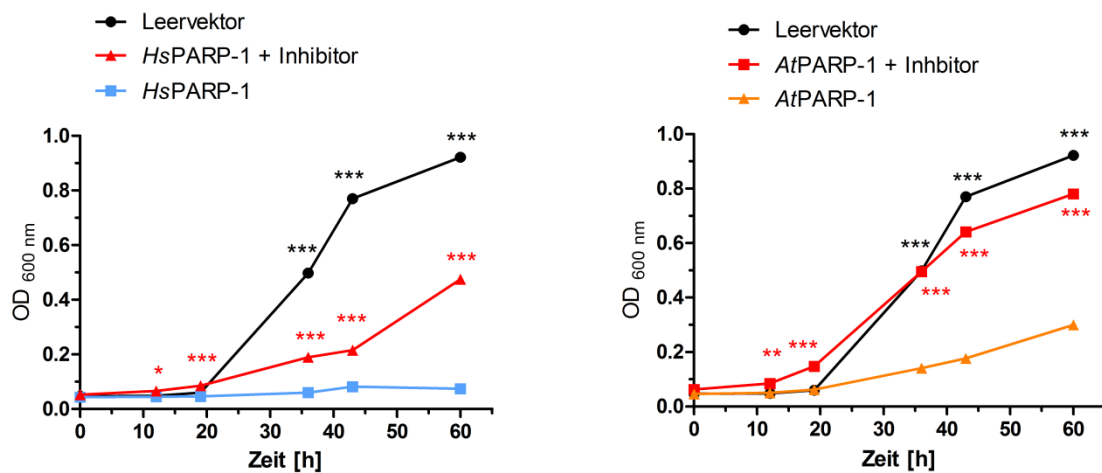 Leervektor
HsPARP-1 + Inhibitor
HsPARP-1
1.0
0.8
0.6
0.4
0.2
0.0
OD 600 nm
***
***
***
***
***
***
***
*
0 10 20 30 40 50 60
Zeit [h]
Leervektor
AtPARP-1 + Inhbitor
AtPARP-1
1.0
0.8
0.6
0.4
0.2
0.0
OD 600 nm
***
***
***
***
***
***
***
**
0 10 20 30 40 50 60
Zeit [h]